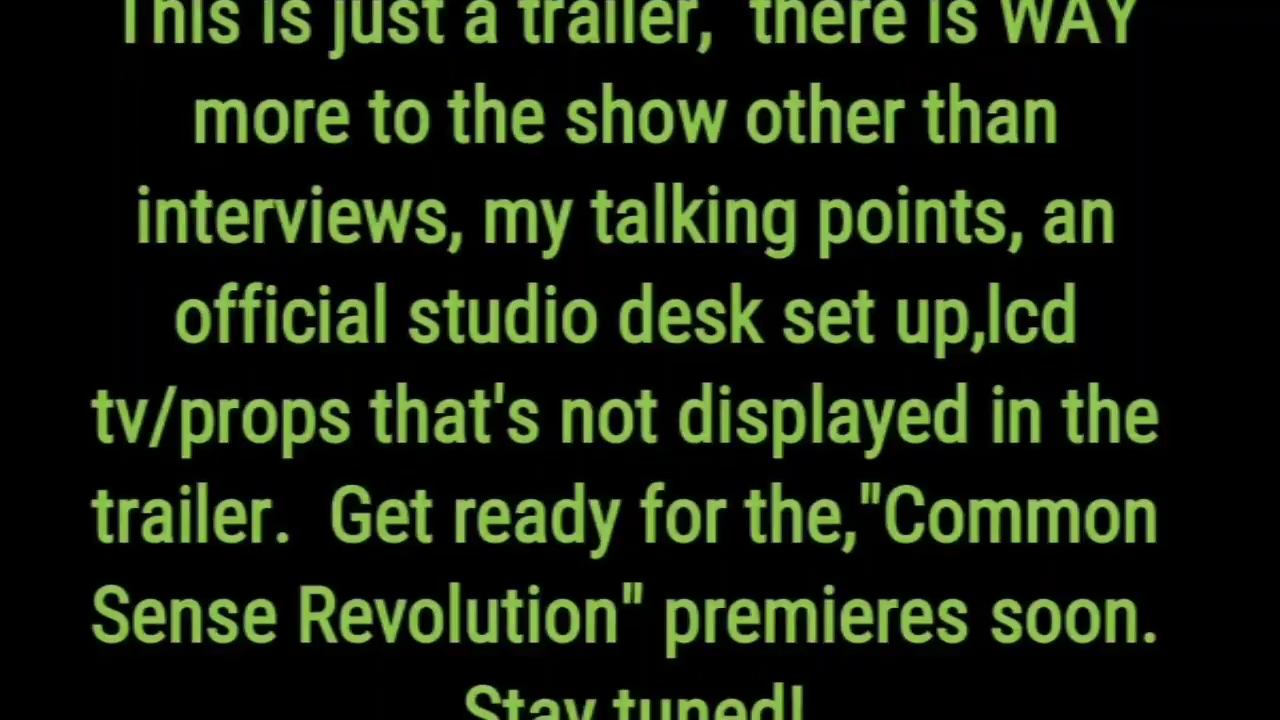 This is just a trailer,  there is WAY
more to the show other than
interviews, my talking points, an
official studio desk set up,lcd
tv/props that's not displayed in the
trailer.  Get ready for the,"Common
Sense Revolution" premieres soon.
Stay tuned!